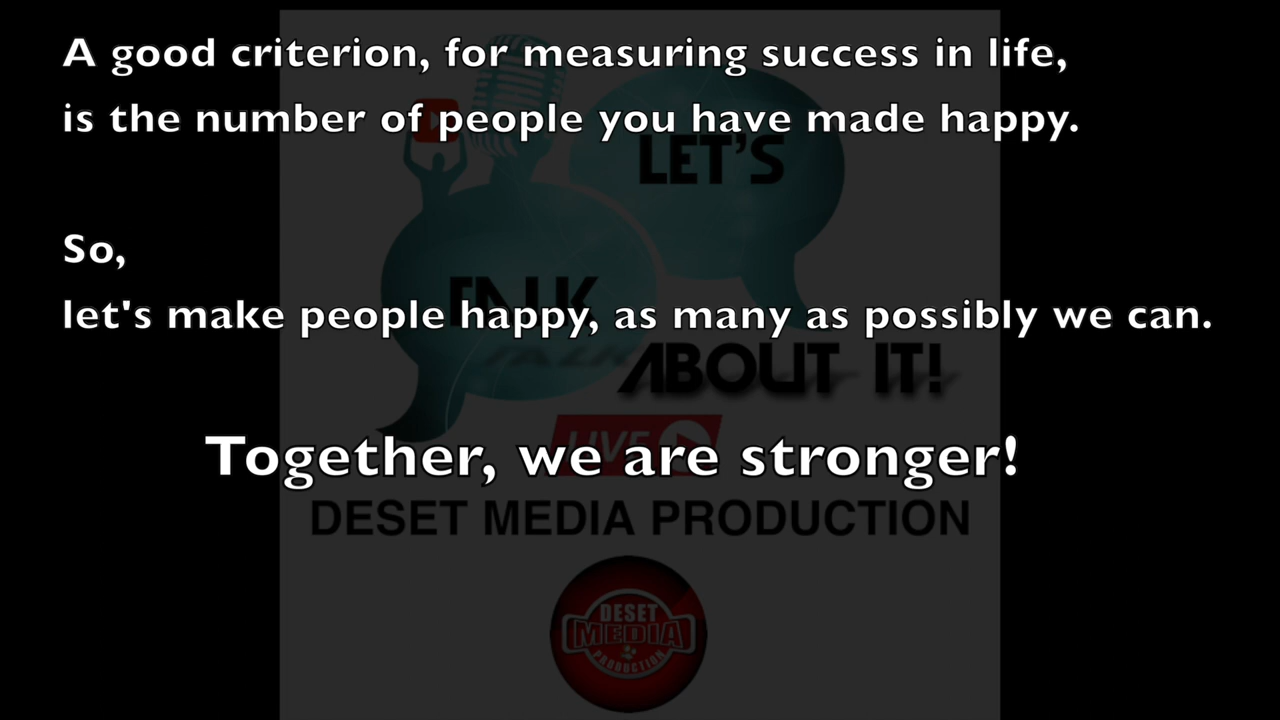 A good criterion, for measuring success in life,
is the number of people you have made happy.
LET'S
So,
let's make people happy, as many as possibly we can.
TALK
ABOUT IT!
Together, we are stronger!
LIVE
DESET MEDIA PRODUCTION
DESET
MEDIA
PRODUCTION